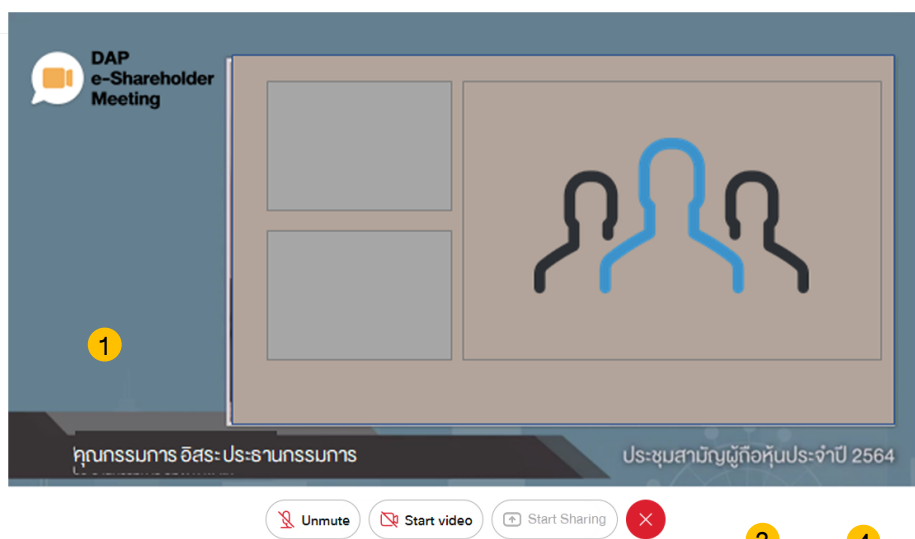 DAP
e-Shareholder
Meeting
1
คุณกรรมการ อิสระ ประธานกรรมการ
ประชุมสามัญผู้ถือหุ้นประจำปี 2564
Unmute
Start video
Start Sharing